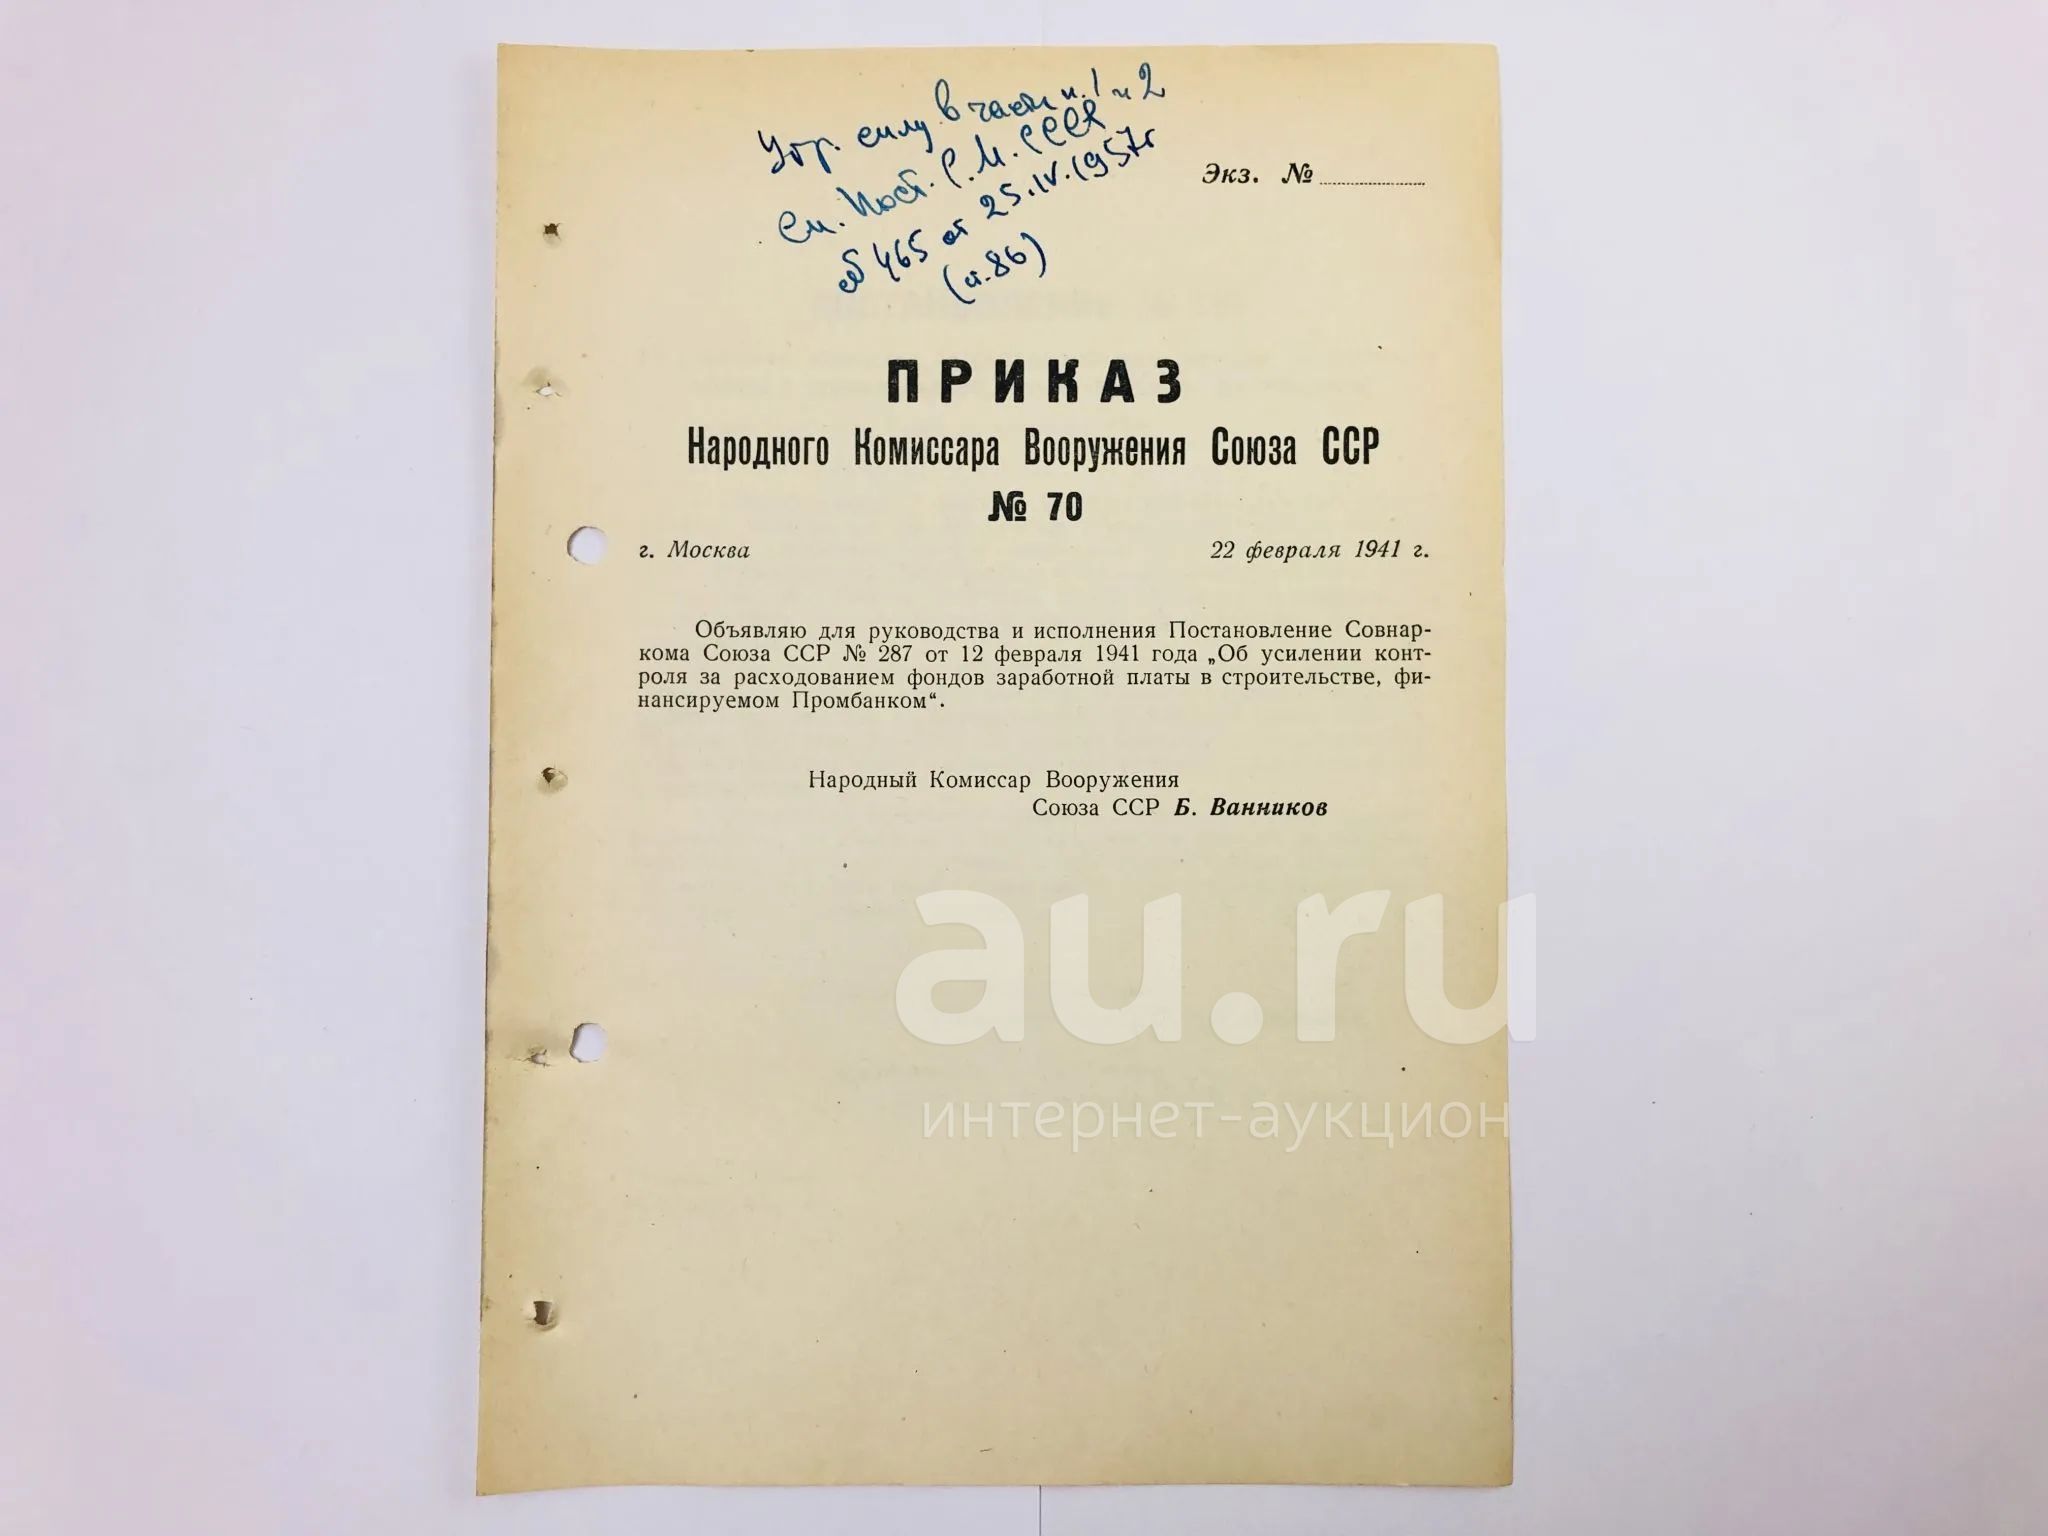 Утр. силу в части п. 1 и 2
См. Пост. С.М. СССР
№ 465 от 25.IV.1957г
(п. 86)
Экз. №
ПРИКАЗ
Народного Комиссара Вооружения Союза ССР
№ 70
г. Москва 22 февраля 1941 г.
Объявляю для руководства и исполнения Постановление Совнар-
кома Союза ССР № 287 от 12 февраля 1941 года „Об усилении конт-
роля за расходованием фондов заработной платы в строительстве, фи-
нансируемом Промбанком“.
Народный Комиссар Вооружения
Союза ССР Б. Ванников
au.ru
интернет-аукцион